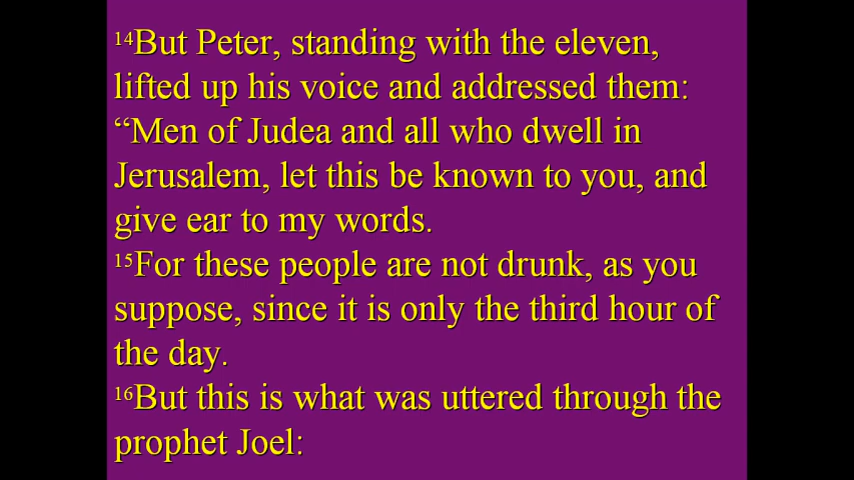 14But Peter, standing with the eleven,
lifted up his voice and addressed them:
“Men of Judea and all who dwell in
Jerusalem, let this be known to you, and
give ear to my words.
15For these people are not drunk, as you
suppose, since it is only the third hour of
the day.
16But this is what was uttered through the
prophet Joel: